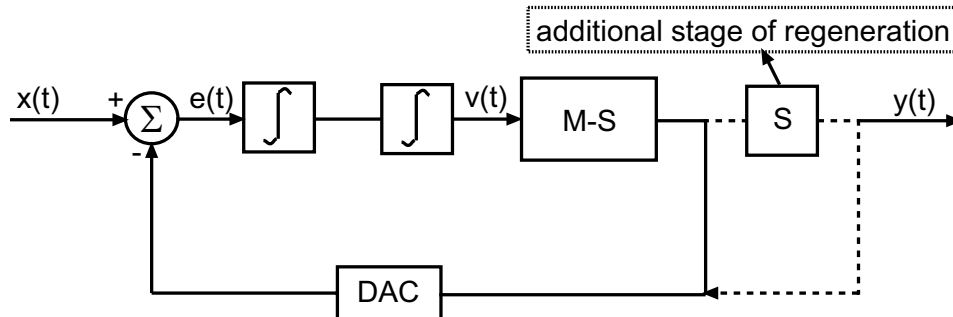 additional stage of regeneration
x(t)
+
Σ
-
e(t)
∫
∫
v(t)
M-S
S
y(t)
DAC